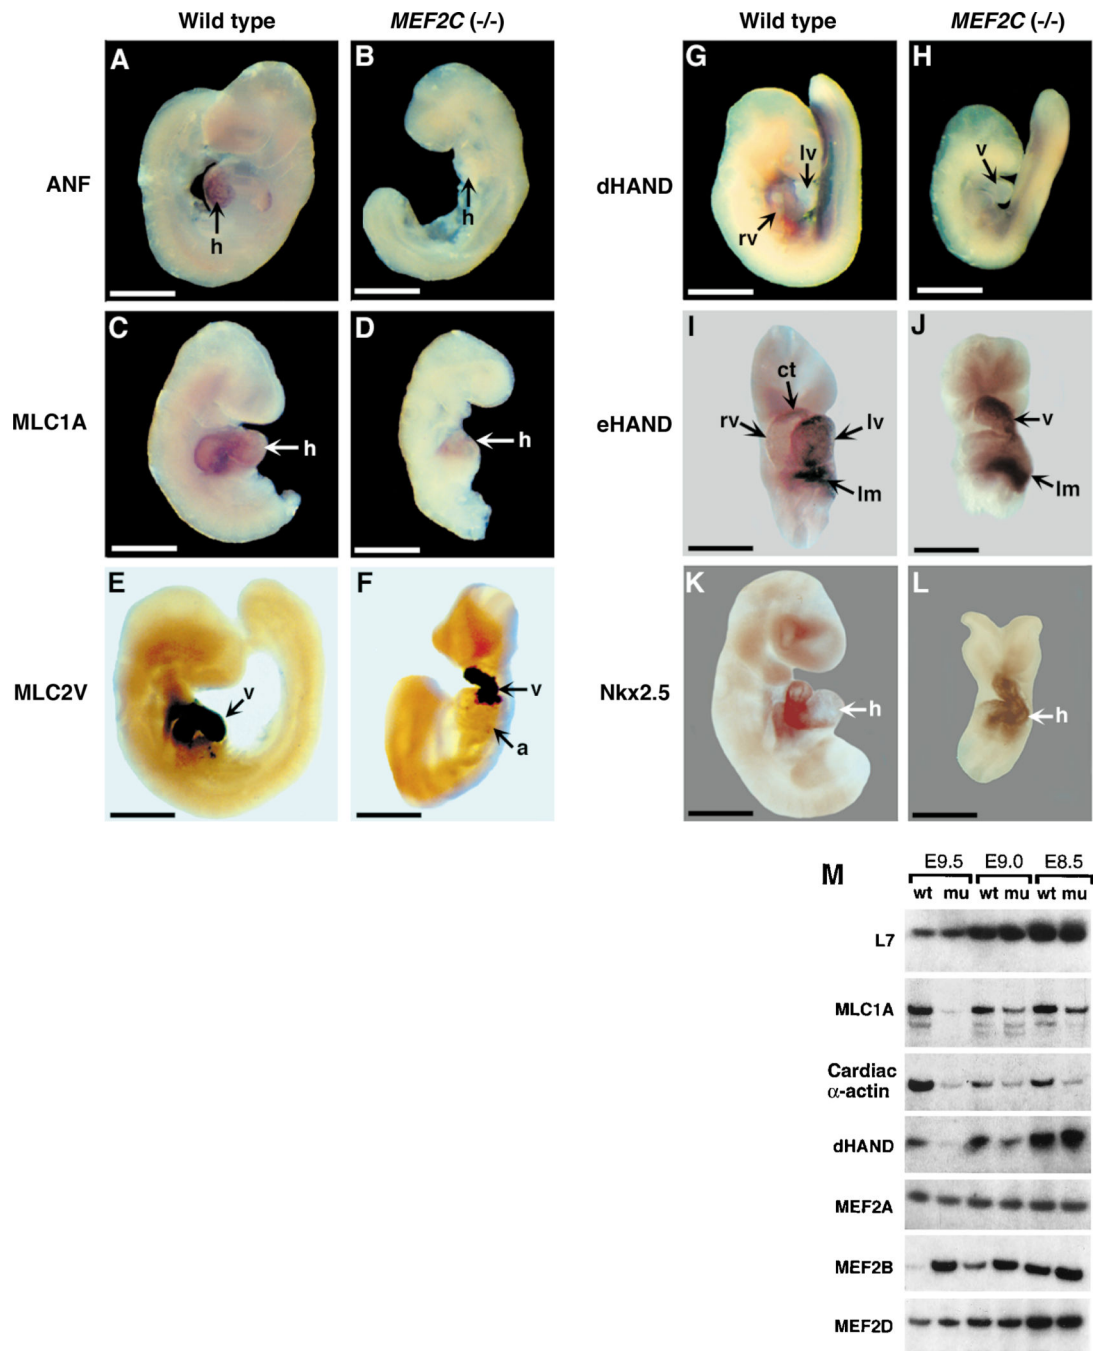 Wild type MEF2C (-/-) Wild type MEF2C (-/-)
A B G H
ANF h h dHAND lv rv v
C D I J
MLC1A h h eHAND ct rv lv lm v lm
E F K L
MLC2V v v a Nkx2.5 h h
M E9.5 E9.0 E8.5
wt mu wt mu wt mu
L7
MLC1A
Cardiac
α-actin
dHAND
MEF2A
MEF2B
MEF2D